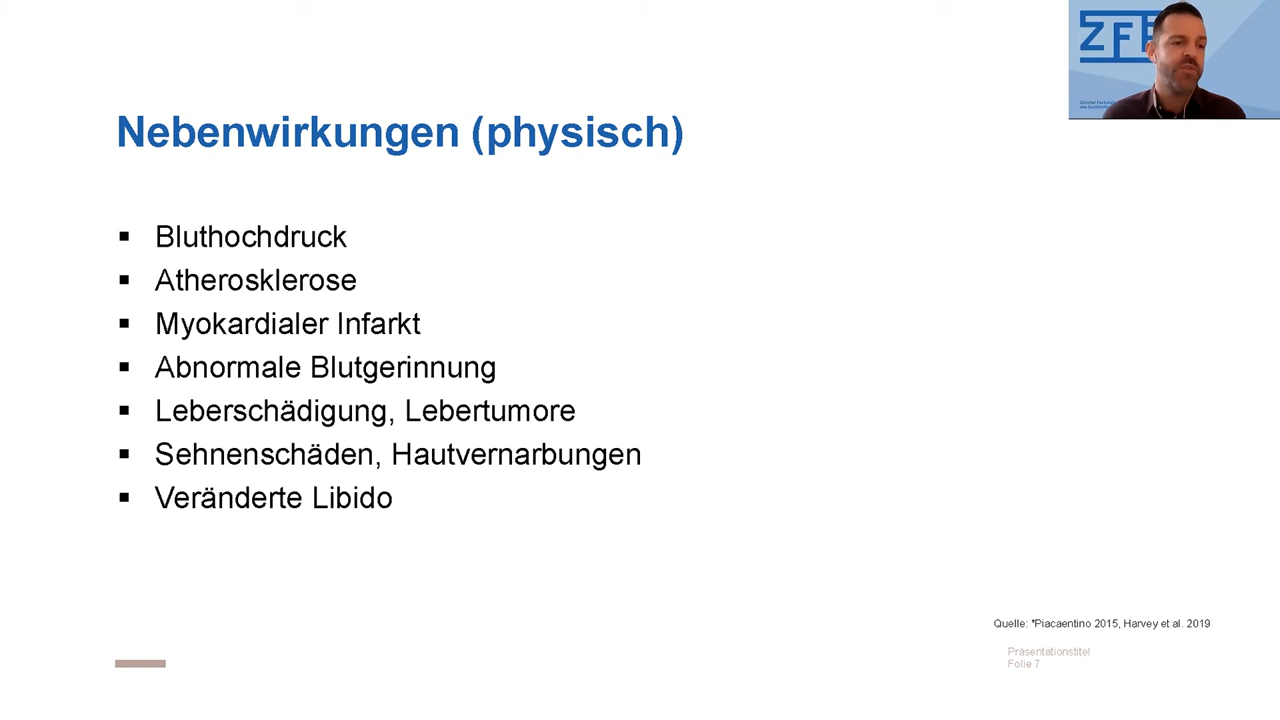 ZF
Nebenwirkungen (physisch)
Bluthochdruck
Atherosklerose
Myokardialer Infarkt
Abnormale Blutgerinnung
Leberschädigung, Lebertumore
Sehnenschäden, Hautvernarbungen
Veränderte Libido
Quelle: *Piacaentino 2015, Harvey et al. 2019
Präsentationstitel
Folie 7